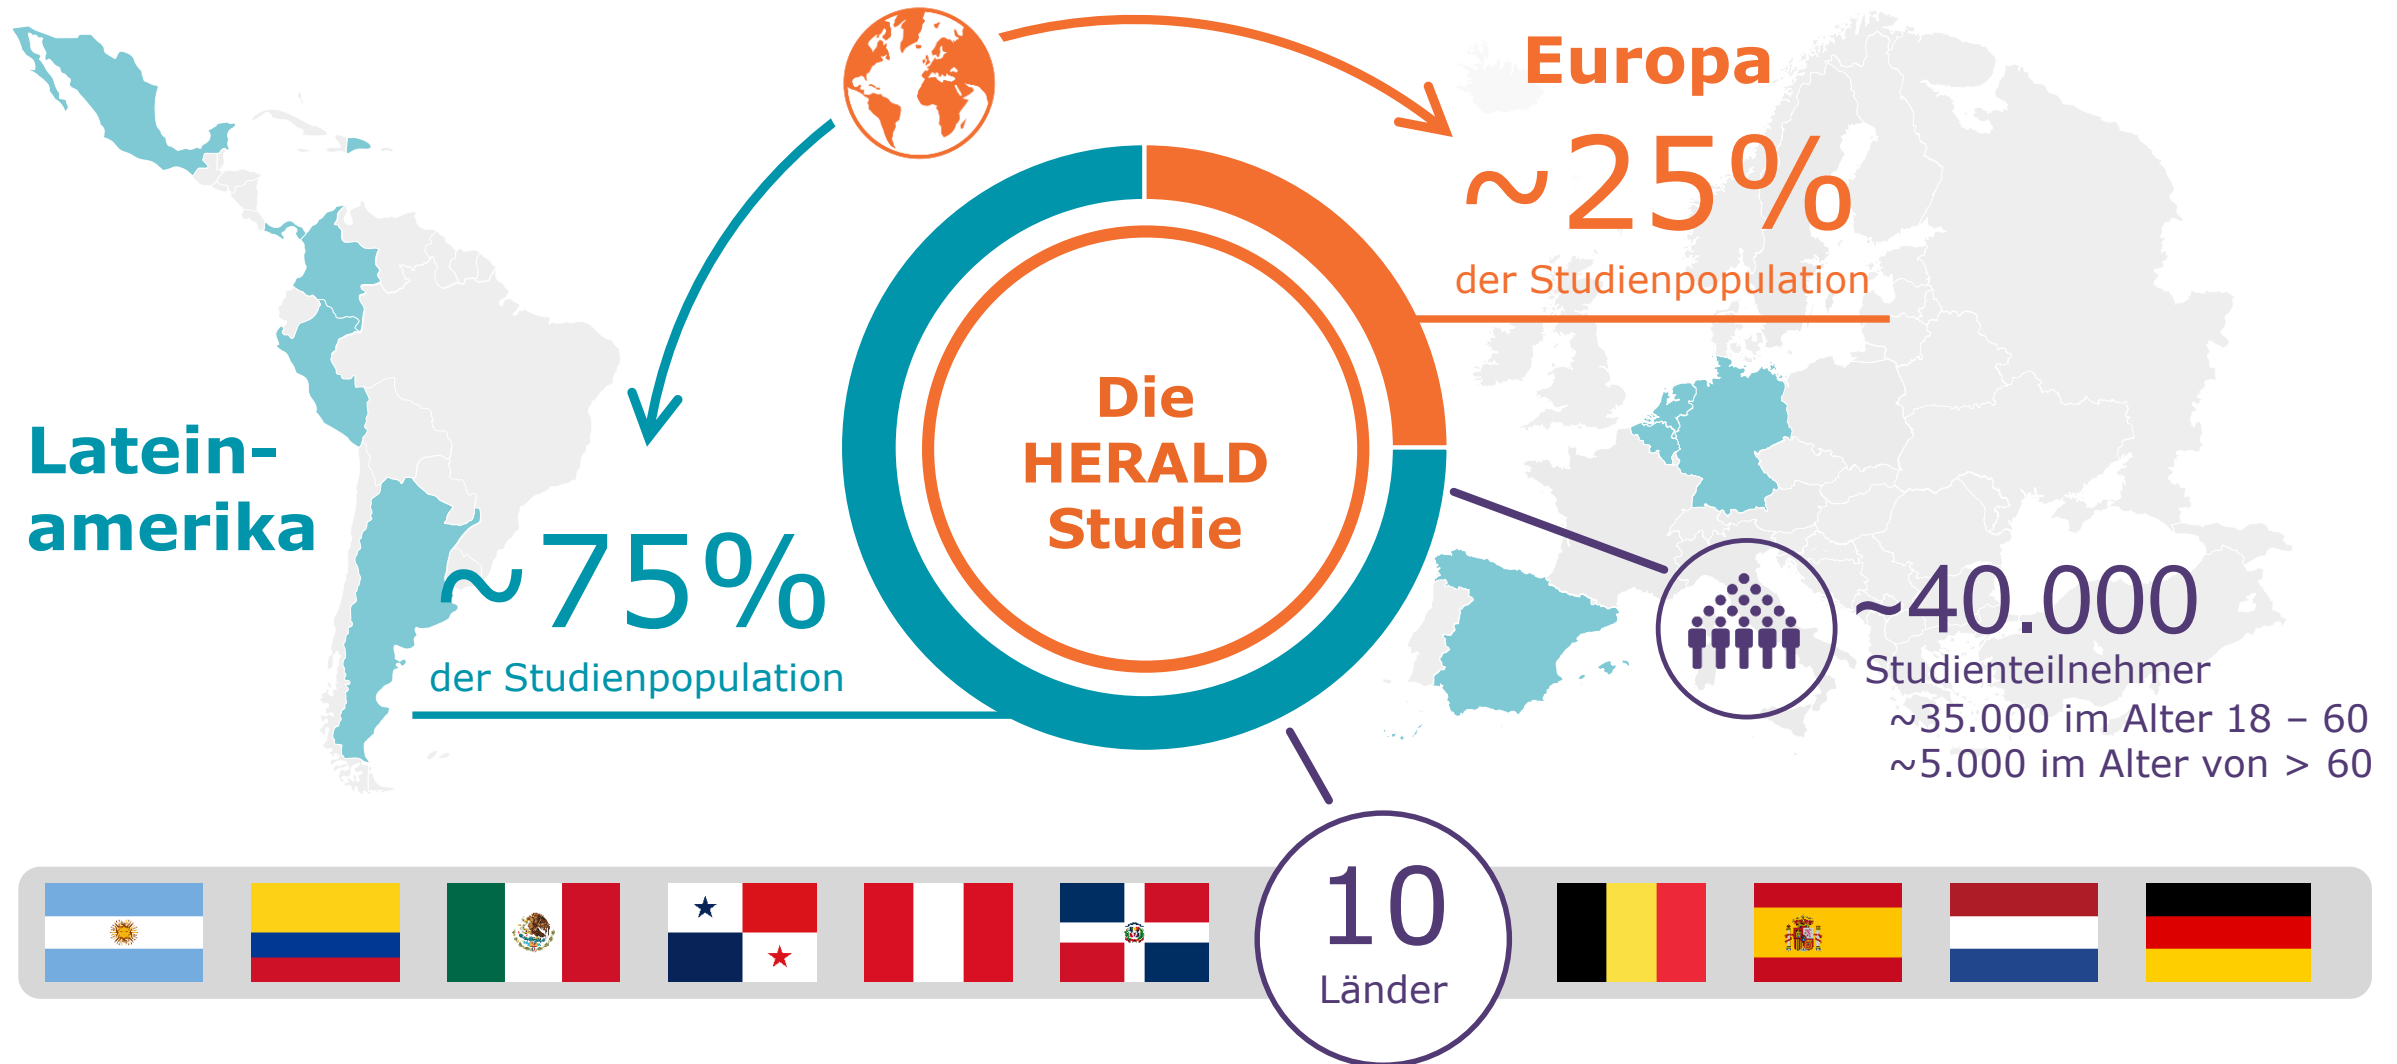 Europa
~25%
der Studienpopulation
Latein-
amerika
~75%
der Studienpopulation
Die
HERALD
Studie
~40.000
Studienteilnehmer
~35.000 im Alter 18 – 60
~5.000 im Alter von > 60
10
Länder